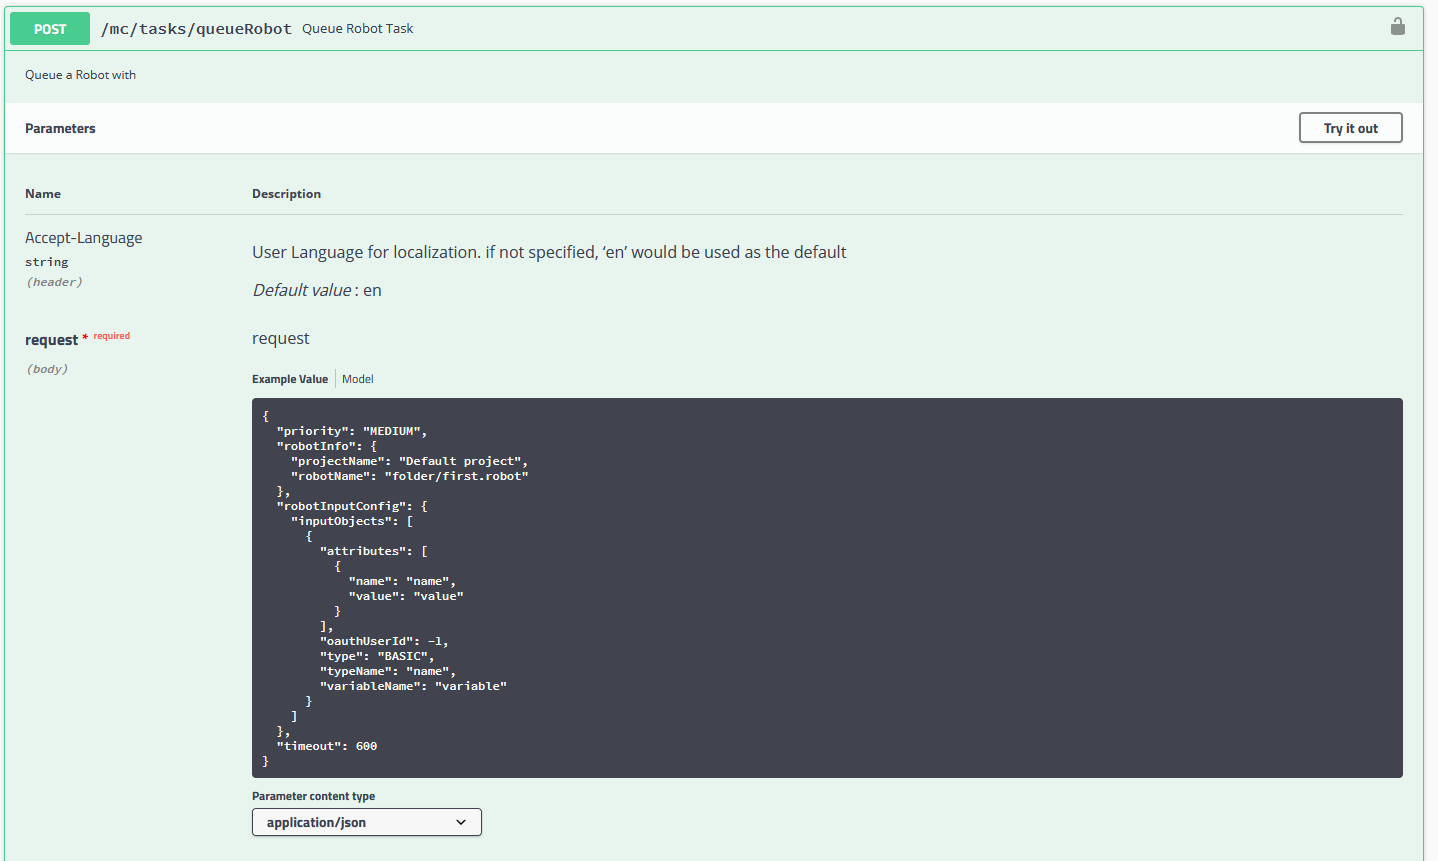 POST /mc/tasks/queueRobot Queue Robot Task
Queue a Robot with
Parameters Try it out
Name Description
Accept-Language
string
(header)
User Language for localization. if not specified, ‘en’ would be used as the default
Default value : en
request * required
(body)
request
Example Value Model
{
  "priority": "MEDIUM",
  "robotInfo": {
    "projectName": "Default project",
    "robotName": "folder/first.robot"
  },
  "robotInputConfig": {
    "inputObjects": [
      {
        "attributes": [
          {
            "name": "name",
            "value": "value"
          }
        ],
        "oauthUserId": -1,
        "type": "BASIC",
        "typeName": "name",
        "variableName": "variable"
      }
    ]
  },
  "timeout": 600
}
Parameter content type
application/json